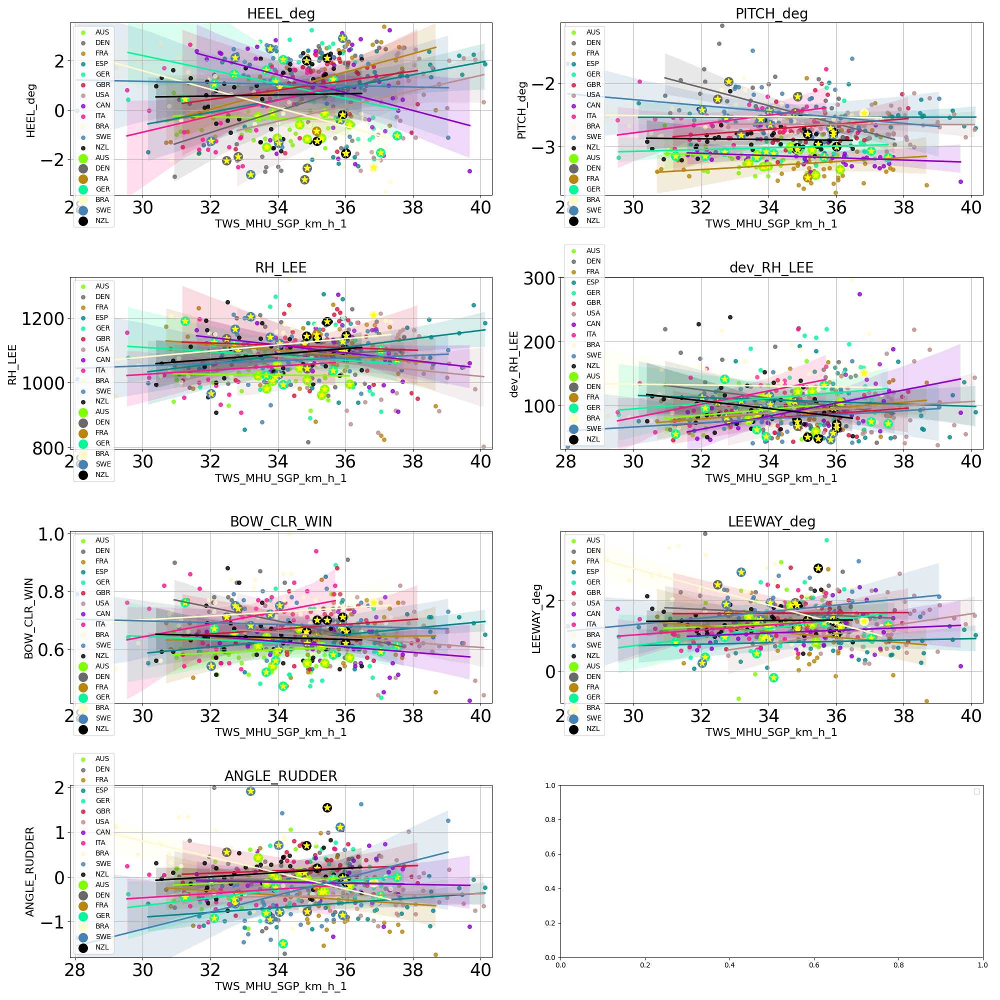 HEEL_deg
HEEL_deg
2
0
−2
AUS
DEN
FRA
ESP
GER
GBR
USA
CAN
ITA
BRA
SWE
NZL
AUS
DEN
FRA
GER
BRA
SWE
NZL
28 30 32 34 36 38 40
TWS_MHU_SGP_km_h_1
PITCH_deg
PITCH_deg
−2
−3
AUS
DEN
FRA
ESP
GER
GBR
USA
CAN
ITA
BRA
SWE
NZL
AUS
DEN
FRA
GER
BRA
SWE
NZL
28 30 32 34 36 38 40
TWS_MHU_SGP_km_h_1
RH_LEE
RH_LEE
1200
1000
800
AUS
DEN
FRA
ESP
GER
GBR
USA
CAN
ITA
BRA
SWE
NZL
AUS
DEN
FRA
GER
BRA
SWE
NZL
28 30 32 34 36 38 40
TWS_MHU_SGP_km_h_1
dev_RH_LEE
dev_RH_LEE
300
200
100
AUS
DEN
FRA
ESP
GER
GBR
USA
CAN
ITA
BRA
SWE
NZL
AUS
DEN
FRA
GER
BRA
SWE
NZL
28 30 32 34 36 38 40
TWS_MHU_SGP_km_h_1
BOW_CLR_WIN
BOW_CLR_WIN
1.0
0.8
0.6
AUS
DEN
FRA
ESP
GER
GBR
USA
CAN
ITA
BRA
SWE
NZL
AUS
DEN
FRA
GER
BRA
SWE
NZL
28 30 32 34 36 38 40
TWS_MHU_SGP_km_h_1
LEEWAY_deg
LEEWAY_deg
2
0
AUS
DEN
FRA
ESP
GER
GBR
USA
CAN
ITA
BRA
SWE
NZL
AUS
DEN
FRA
GER
BRA
SWE
NZL
28 30 32 34 36 38 40
TWS_MHU_SGP_km_h_1
ANGLE_RUDDER
ANGLE_RUDDER
2
1
0
−1
AUS
DEN
FRA
ESP
GER
GBR
USA
CAN
ITA
BRA
SWE
NZL
AUS
DEN
FRA
GER
BRA
SWE
NZL
28 30 32 34 36 38 40
TWS_MHU_SGP_km_h_1
1.0
0.8
0.6
0.4
0.2
0.0
0.0 0.2 0.4 0.6 0.8 1.0